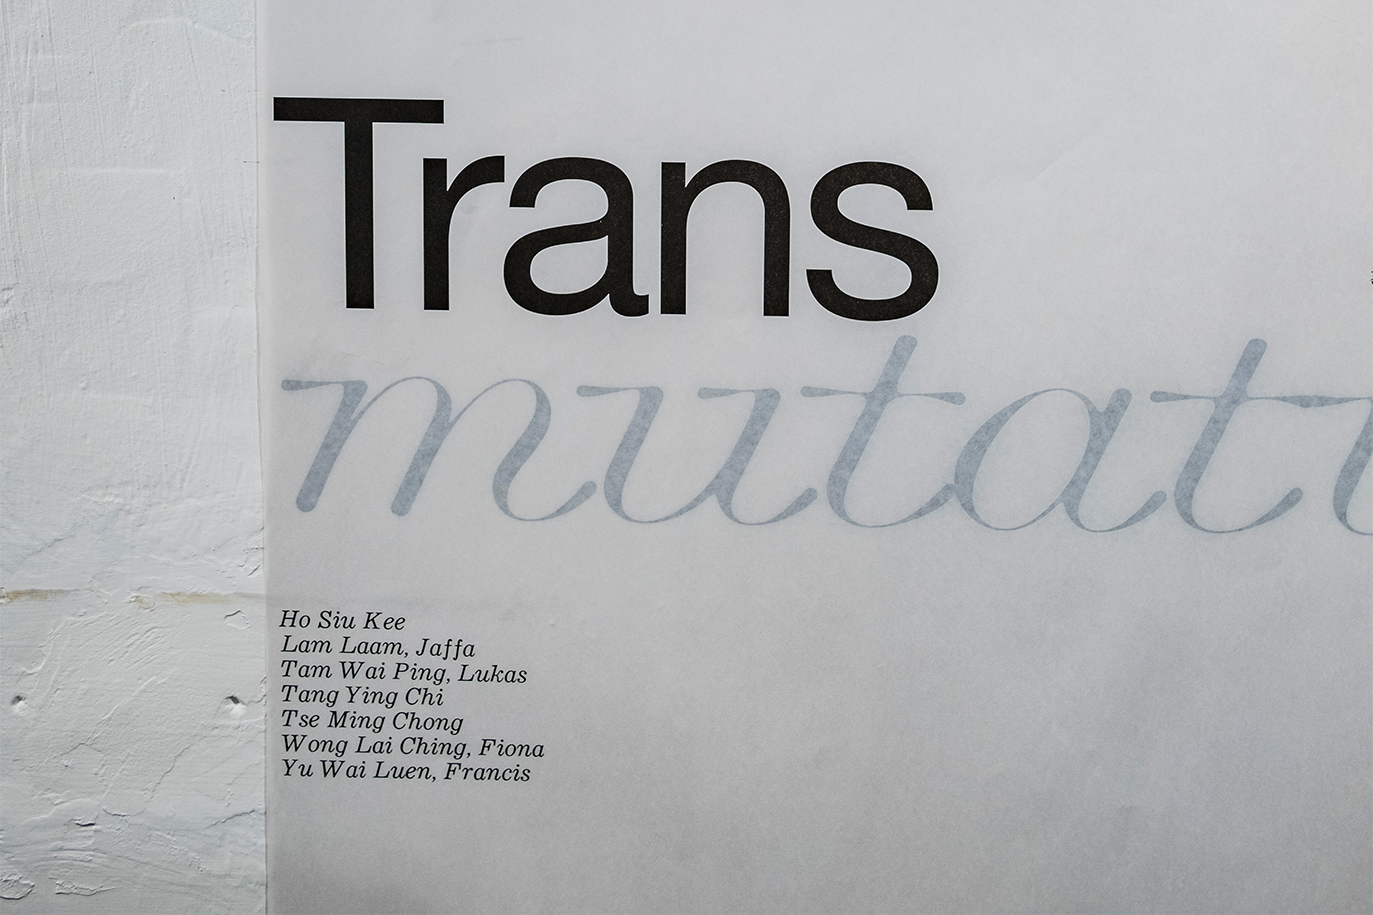 Trans
mutati
Ho Siu Kee
Lam Laam, Jaffa
Tam Wai Ping, Lukas
Tang Ying Chi
Tse Ming Chong
Wong Lai Ching, Fiona
Yu Wai Luen, Francis